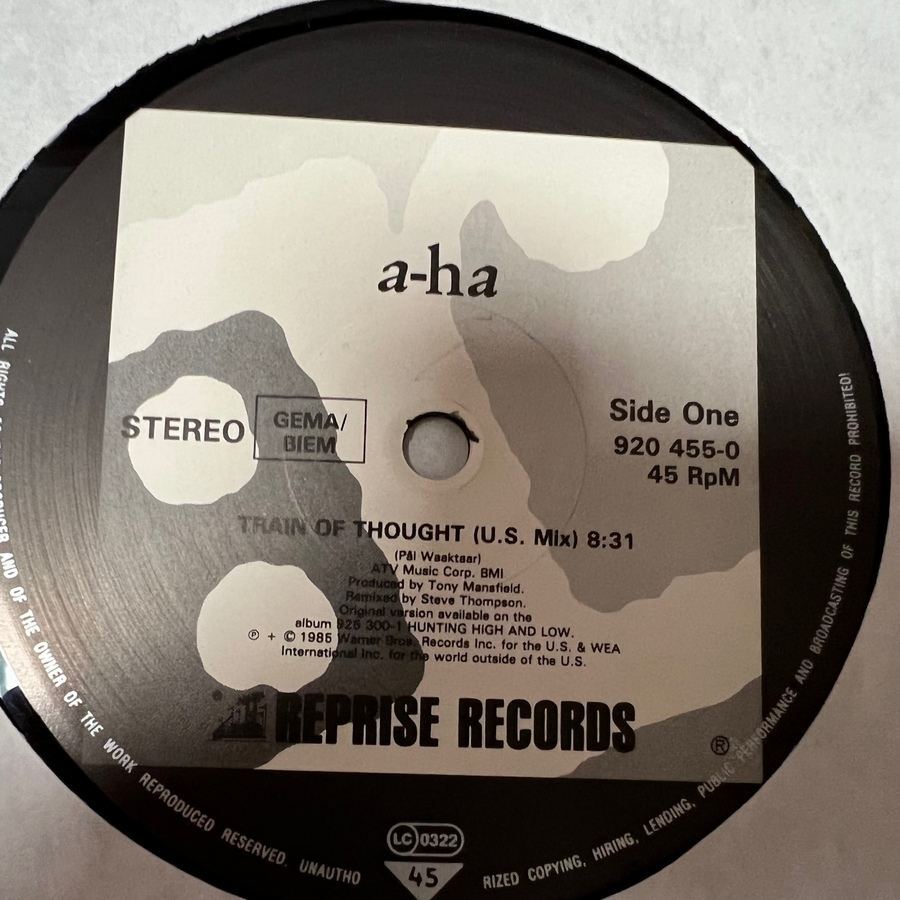 a-ha
STEREO
GEMA/
BIEM
Side One
920 455-0
45 RpM
TRAIN OF THOUGHT (U.S. Mix) 8:31
(Pål Waaktaar)
ATV Music Corp. BMI
Produced by Tony Mansfield.
Remixed by Steve Thompson.
Original version available on the
album 925 300-1 HUNTING HIGH AND LOW.
℗ + © 1985 Warner Bros. Records Inc. for the U.S. & WEA
International Inc. for the world outside of the U.S.
REPRISE RECORDS
®
ALL RIGHTS OF THE PRODUCER AND OF THE OWNER OF THE WORK REPRODUCED RESERVED. UNAUTHO
RIZED COPYING, HIRING, LENDING, PUBLIC PERFORMANCE AND BROADCASTING OF THIS RECORD PROHIBITED!
LC 0322
45